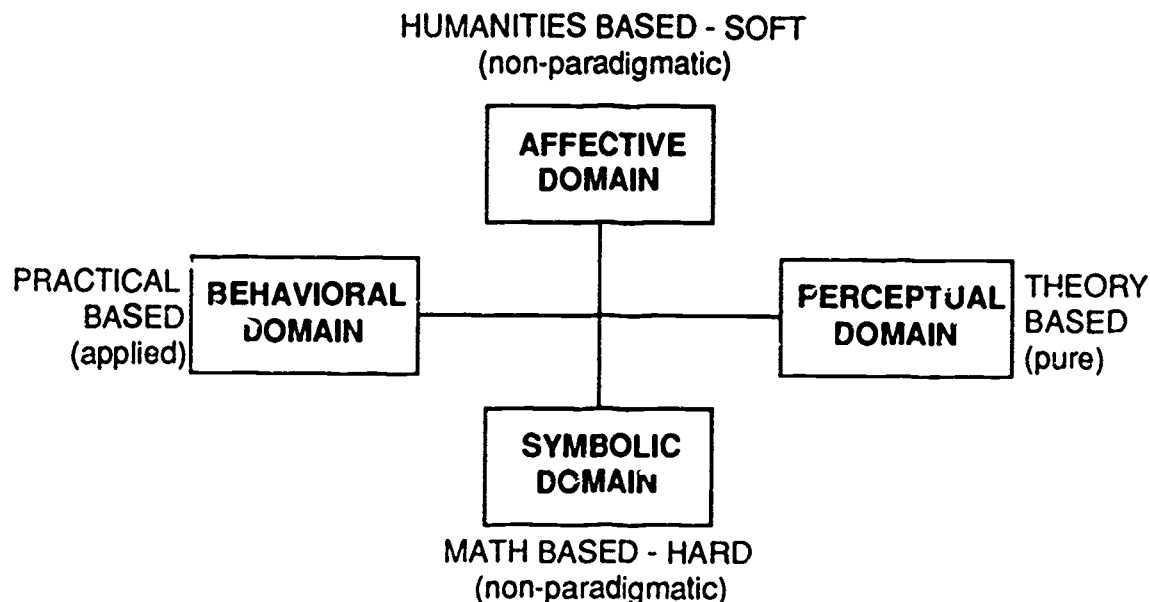 HUMANITIES BASED - SOFT
(non-paradigmatic)
AFFECTIVE
DOMAIN
PRACTICAL
BASED
(applied)
BEHAVIORAL
DOMAIN
PERCEPTUAL
DOMAIN
THEORY
BASED
(pure)
SYMBOLIC
DOMAIN
MATH BASED - HARD
(non-paradigmatic)